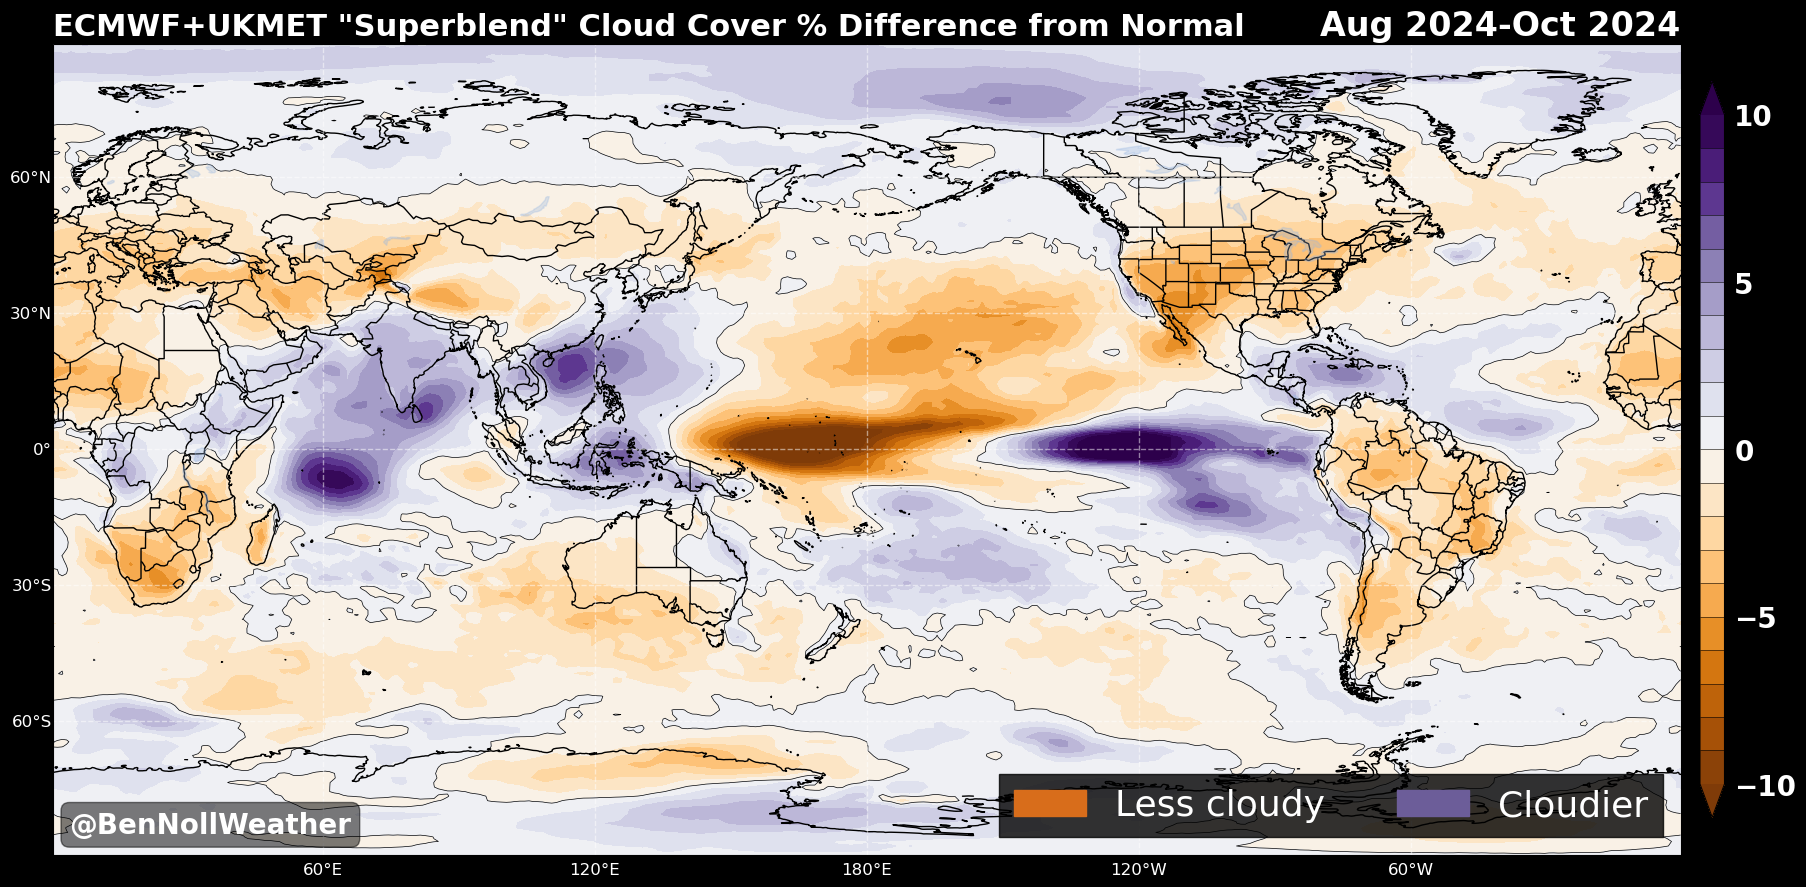 ECMWF+UKMET "Superblend" Cloud Cover % Difference from Normal
Aug 2024-Oct 2024
60°N
30°N
0°
30°S
60°S
60°E
120°E
180°E
120°W
60°W
10
5
0
−5
−10
Less cloudy
Cloudier
@BenNollWeather